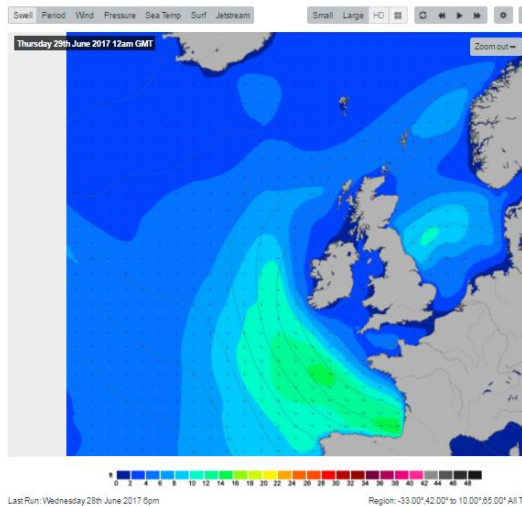 Swell Period Wind Pressure Sea Temp Surf Jetstream Small Large HD
Thursday 29th June 2017 12am GMT
Zoom out
ft
0 2 4 6 8 10 12 14 16 18 20 22 24 26 28 30 32 34 36 38 40 42 44 46 48
Last Run: Wednesday 28th June 2017 6pm Region: -33.00°,42.00° to 10.00°,65.00° All T